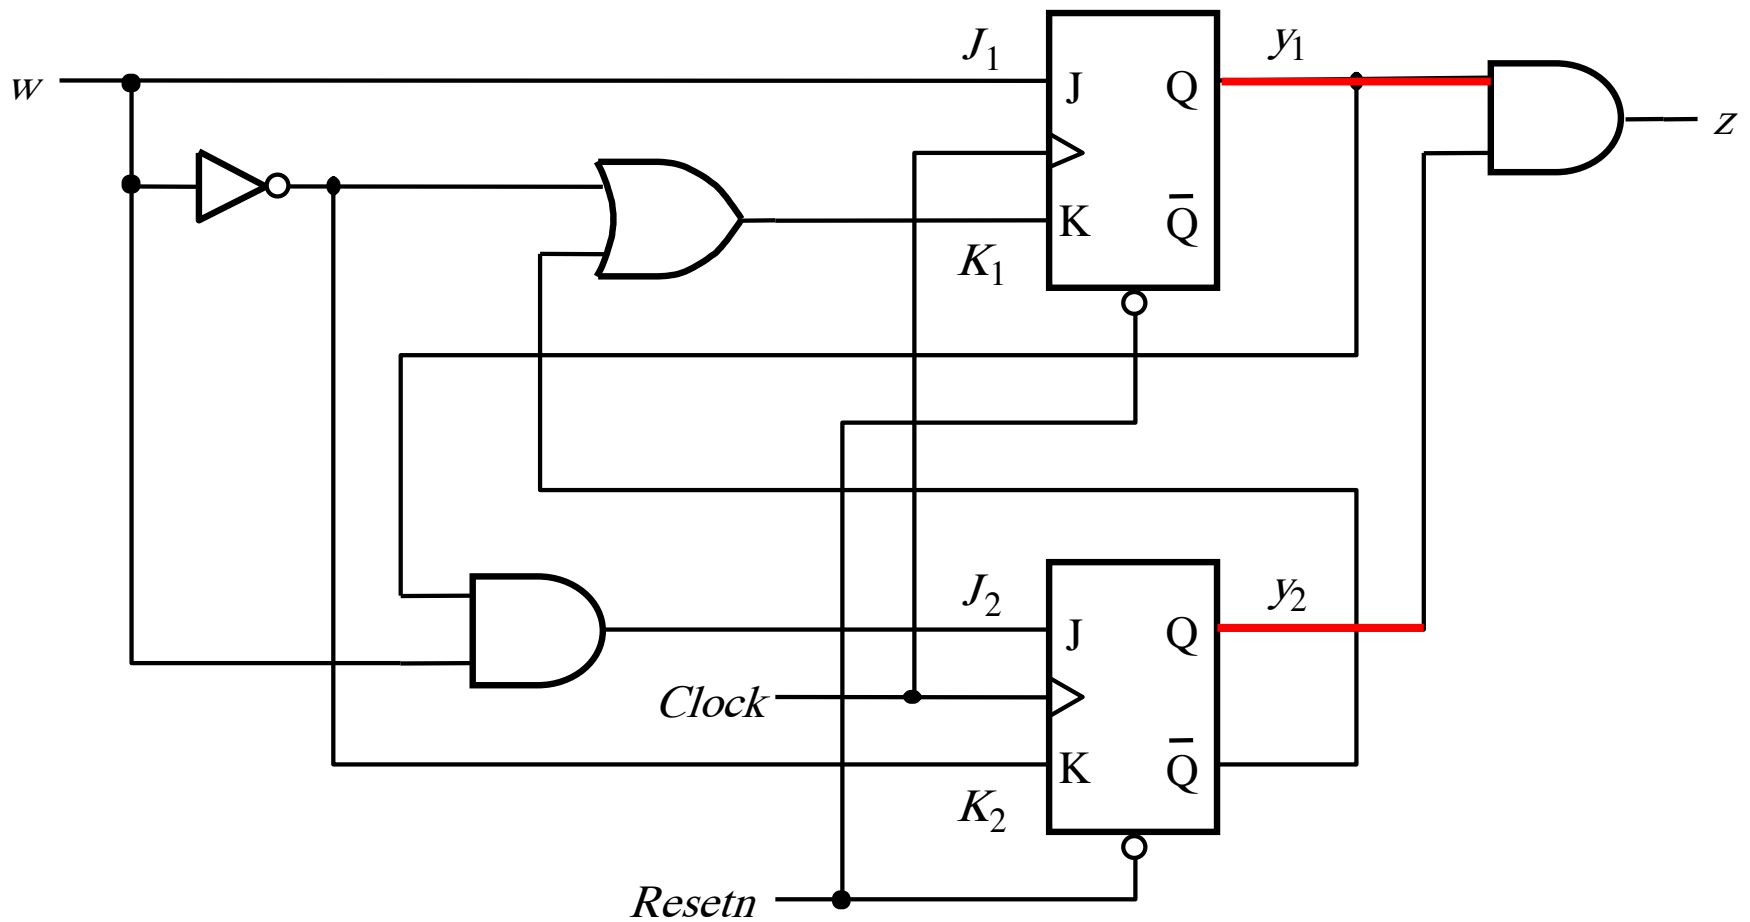 J₁ y₁
w J Q z
K Q̄
K₁
J₂ y₂
J Q
Clock
K Q̄
K₂
Resetn